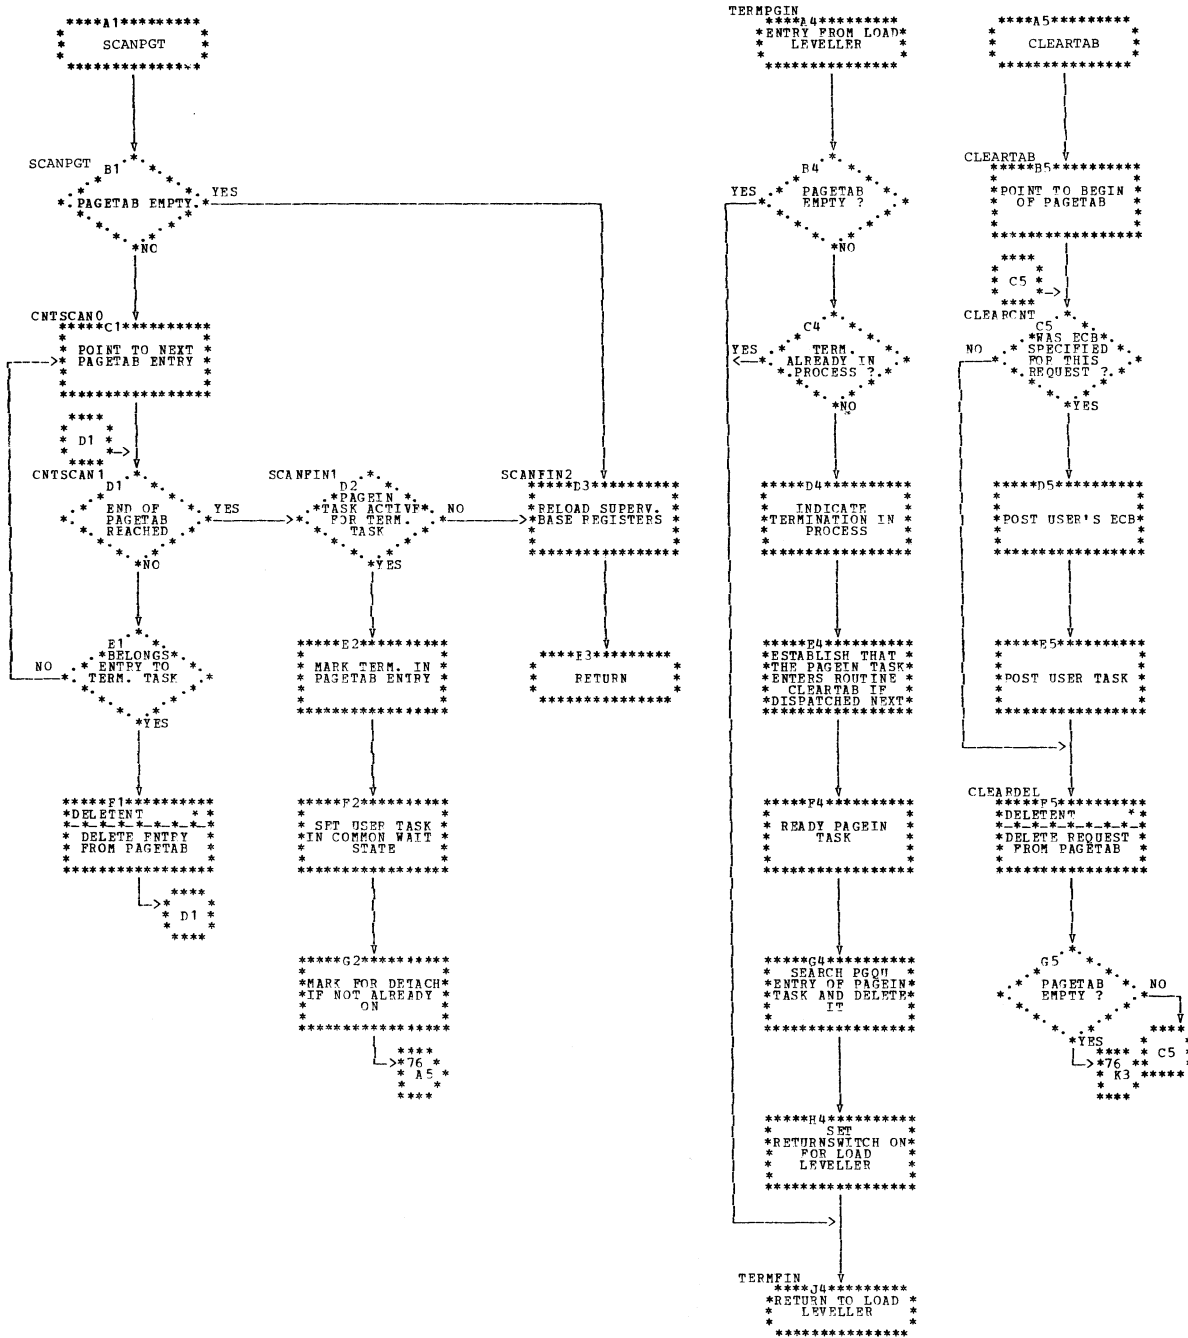 A1
SCANPGT
SCANPGT
B1
PAGETAB EMPTY
YES
NO
CNTSCAN0
C1
POINT TO NEXT
PAGETAB ENTRY
D1
CNTSCAN1
D1
END OF
PAGETAB
REACHED
YES
NO
E1
BELONGS
ENTRY TO
TERM. TASK
NO
YES
F1
DELETENT
DELETE ENTRY
FROM PAGETAB
D1
SCANFIN1
D2
PAGEIN
TASK ACTIVE
FOR TERM.
TASK
NO
YES
E2
MARK TERM. IN
PAGETAB ENTRY
F2
SET USER TASK
IN COMMON WAIT
STATE
G2
MARK FOR DETACH
IF NOT ALREADY
ON
76
A5
SCANFIN2
D3
RELOAD SUPERV.
BASE REGISTERS
E3
RETURN
TERMPGIN
A4
ENTRY FROM LOAD
LEVELLER
B4
PAGETAB
EMPTY ?
YES
NO
C4
TERM.
ALREADY IN
PROCESS ?
YES
NO
D4
INDICATE
TERMINATION IN
PROCESS
E4
ESTABLISH THAT
THE PAGEIN TASK
ENTERS ROUTINE
CLEARTAB IF
DISPATCHED NEXT
F4
READY PAGEIN
TASK
G4
SEARCH PGQU
ENTRY OF PAGEIN
TASK AND DELETE
IT
H4
SET
RETURNSWITCH ON
FOR LOAD
LEVELLER
TERMFIN
J4
RETURN TO LOAD
LEVELLER
A5
CLEARTAB
CLEARTAB
B5
POINT TO BEGIN
OF PAGETAB
C5
CLEARCNT
C5
WAS ECB
SPECIFIED
FOR THIS
REQUEST ?
NO
YES
D5
POST USER'S ECB
E5
POST USER TASK
CLEARDEL
F5
DELETENT
DELETE REQUEST
FROM PAGETAB
G5
PAGETAB
EMPTY ?
NO
YES
C5
76
K3